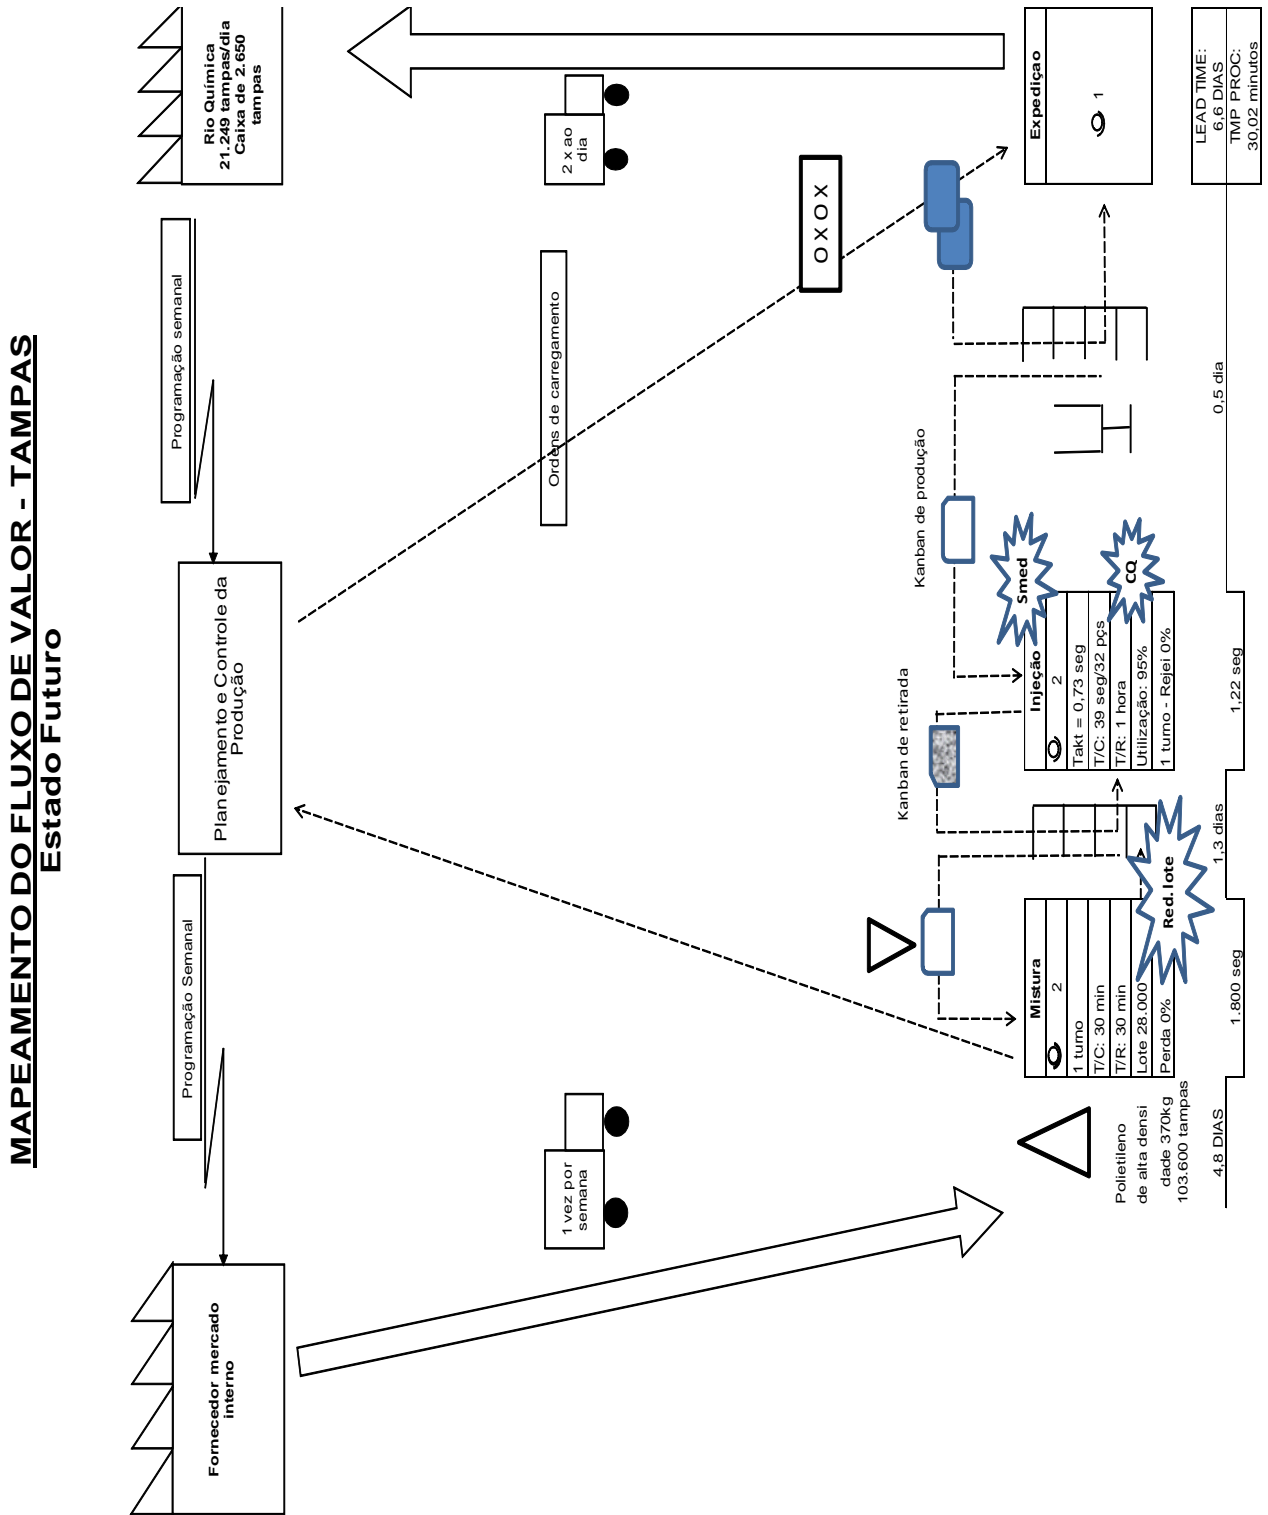 MAPEAMENTO DO FLUXO DE VALOR - TAMPAS
Estado Futuro
Fornecedor mercado
interno
Programação Semanal
Planejamento e Controle da
Produção
Programação semanal
Rio Química
21.249 tampas/dia
Caixa de 2.650
tampas
1 vez por
semana
Ordens de carregamento
2 x ao
dia
O X O X
Kanban de retirada
Kanban de produção
Polietileno
de alta densi
dade 370kg
103.600 tampas
Mistura
2
1 turno
T/C: 30 min
T/R: 30 min
Lote 28.000
Perda 0%
Red. lote
Injeção
2
Takt = 0,73 seg
T/C: 39 seg/32 pçs
T/R: 1 hora
Utilização: 95%
1 turno - Rejei 0%
Smed
CQ
Expediçao
1
4,8 DIAS
1.800 seg
1,3 dias
1,22 seg
0,5 dia
LEAD TIME:
6,6 DIAS
TMP PROC:
30,02 minutos